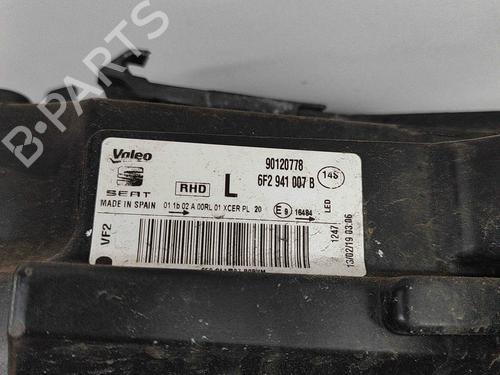 B-PARTS
Valeo
90120778
SEAT
RHD
L
6F2 941 007 B
14S
MADE IN SPAIN
01 1b 02 A 00RL 01 XCER PL 20
E9 16484
LED
VF2
1247
13/02/19 03:06